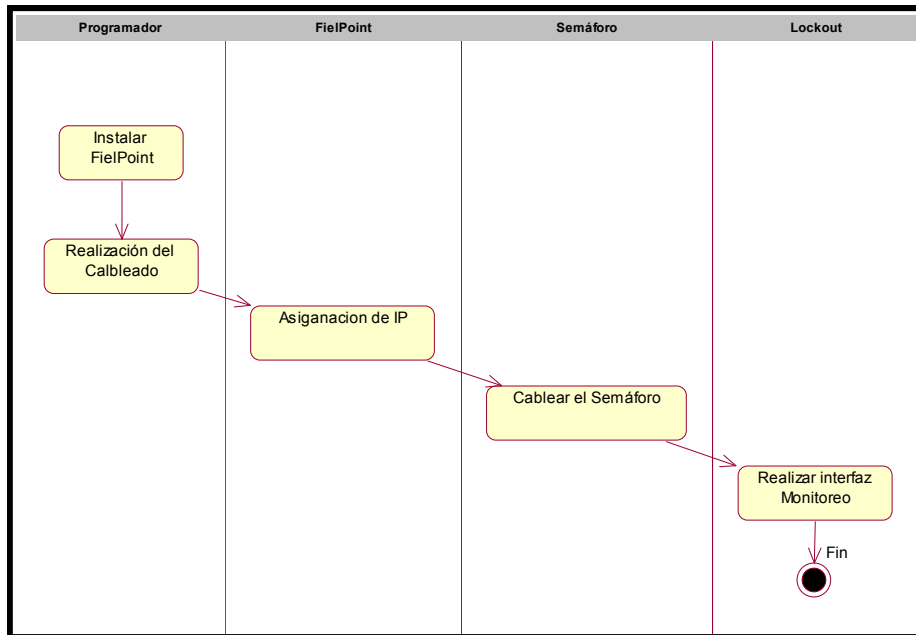 Programador
FielPoint
Semáforo
Lockout
Instalar
FielPoint
Realización del
Calbleado
Asiganacion de IP
Cablear el Semáforo
Realizar interfaz
Monitoreo
Fin